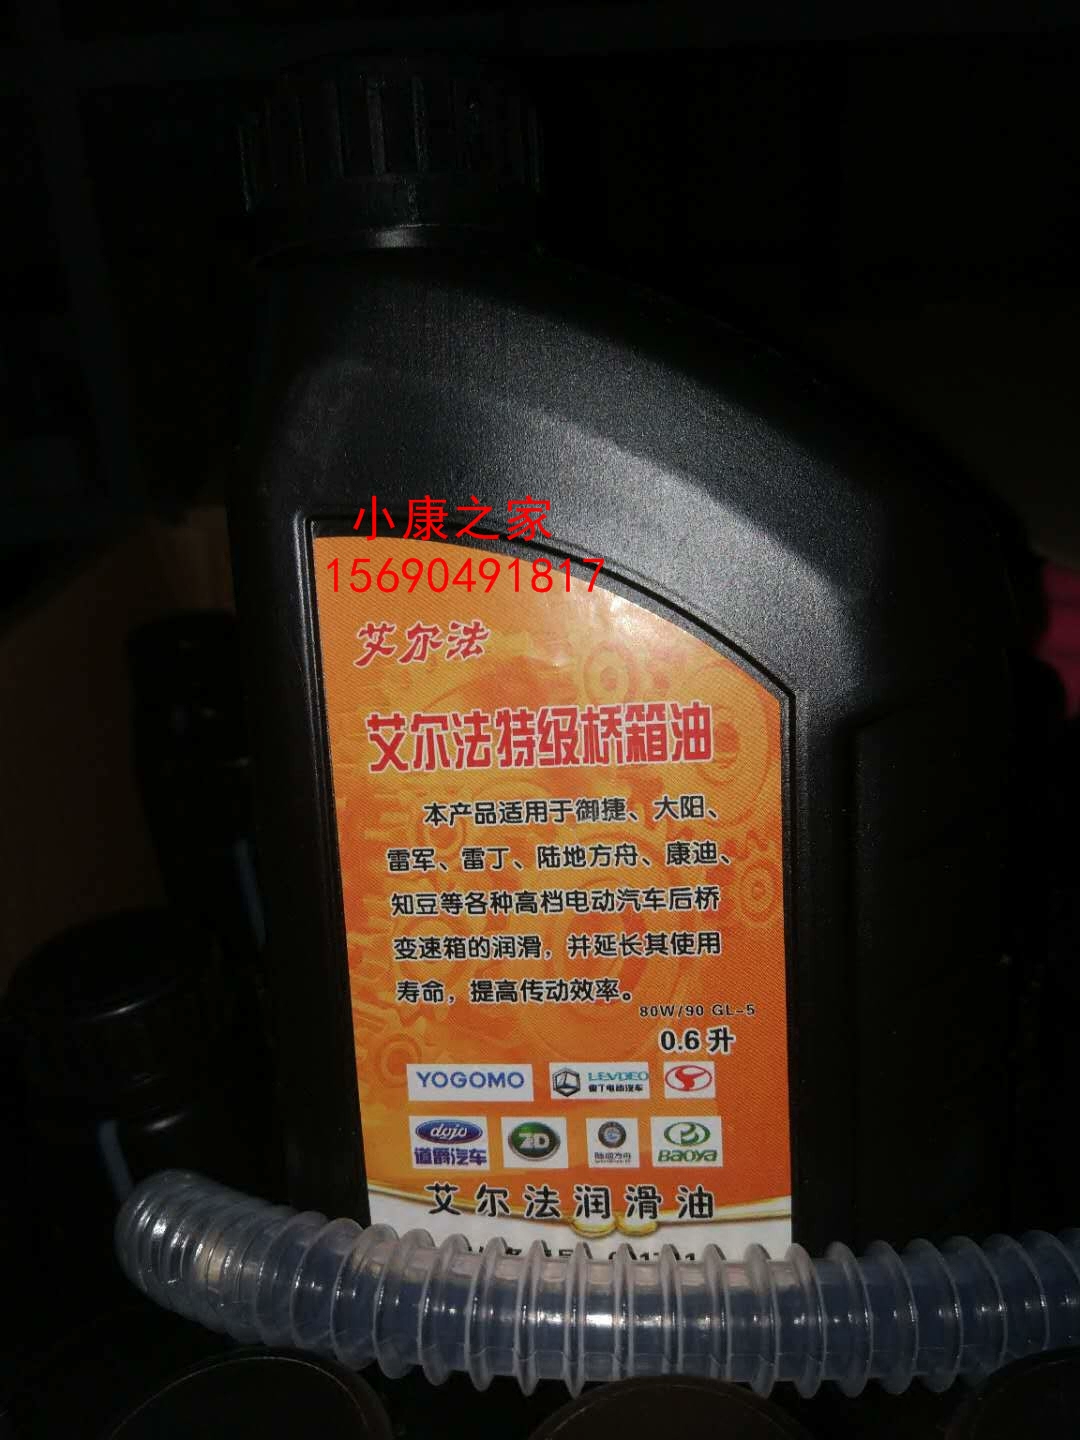 小康之家
15690491817
艾尔法
艾尔法特级桥箱油
本产品适用于御捷、大阳、
雷军、雷丁、陆地方舟、康迪、
知豆等各种高档电动汽车后桥
变速箱的润滑，并延长其使用
寿命，提高传动效率。
80W/90 GL-5
0.6 升
YOGOMO
LEVDEO
雷丁电动汽车
dojo
道爵汽车
ZD
陆地方舟
BAOYA
艾尔法润滑油